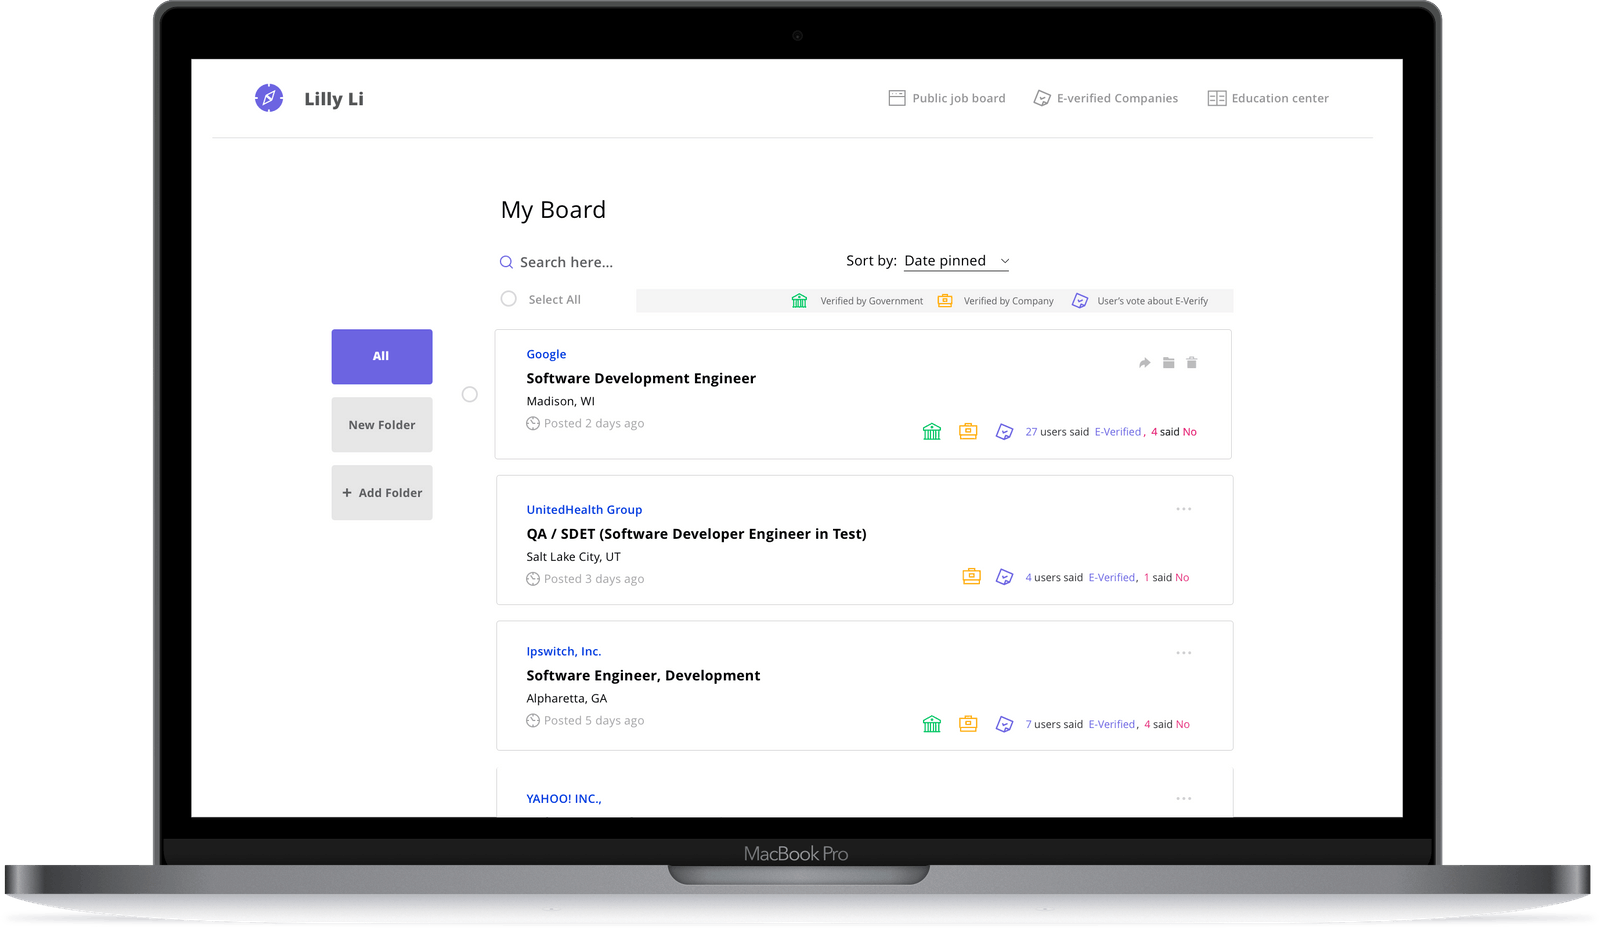 Lilly Li
Public job board
E-verified Companies
Education center
My Board
Search here...
Sort by: Date pinned
Select All
Verified by Government
Verified by Company
User's vote about E-Verify
All
New Folder
+ Add Folder
Google
Software Development Engineer
Madison, WI
Posted 2 days ago
27 users said E-Verified, 4 said No
UnitedHealth Group
QA / SDET (Software Developer Engineer in Test)
Salt Lake City, UT
Posted 3 days ago
4 users said E-Verified, 1 said No
Ipswitch, Inc.
Software Engineer, Development
Alpharetta, GA
Posted 5 days ago
7 users said E-Verified, 4 said No
YAHOO! INC.,
MacBook Pro